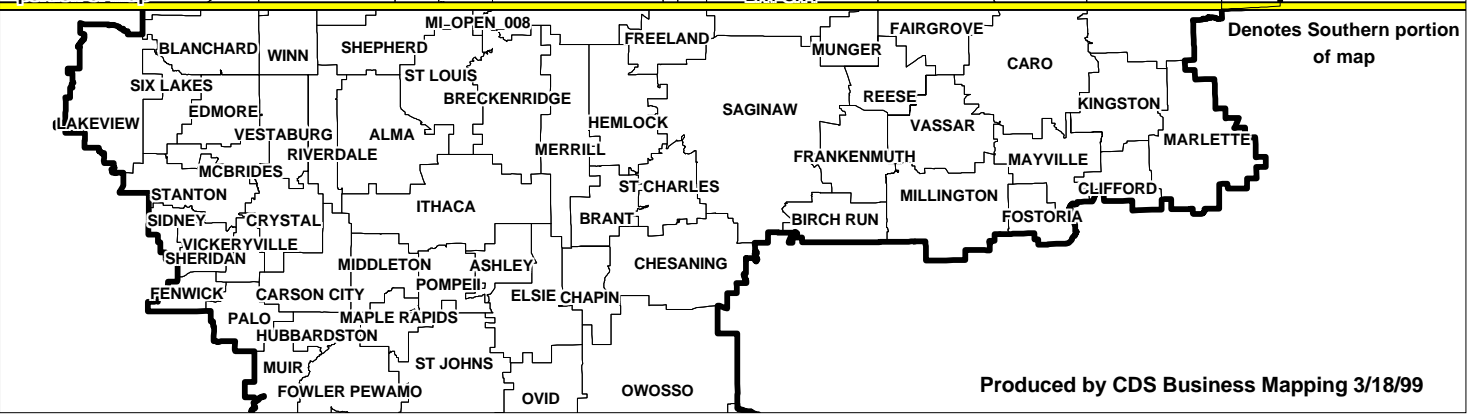 MI_OPEN_008
FREELAND
FAIRGROVE
Denotes Southern portion
of map
BLANCHARD
WINN
SHEPHERD
MUNGER
CARO
ST LOUIS
SIX LAKES
BRECKENRIDGE
REESE
KINGSTON
EDMORE
SAGINAW
LAKEVIEW
HEMLOCK
VASSAR
VESTABURG
ALMA
MARLETTE
RIVERDALE
MERRILL
FRANKENMUTH
MAYVILLE
MCBRIDES
STANTON
ST CHARLES
MILLINGTON
CLIFFORD
ITHACA
SIDNEY
CRYSTAL
BRANT
BIRCH RUN
FOSTORIA
VICKERYVILLE
SHERIDAN
MIDDLETON
ASHLEY
CHESANING
POMPEII
FENWICK
CARSON CITY
ELSIE
CHAPIN
PALO
MAPLE RAPIDS
HUBBARDSTON
MUIR
ST JOHNS
FOWLER
PEWAMO
OVID
OWOSSO
Produced by CDS Business Mapping 3/18/99